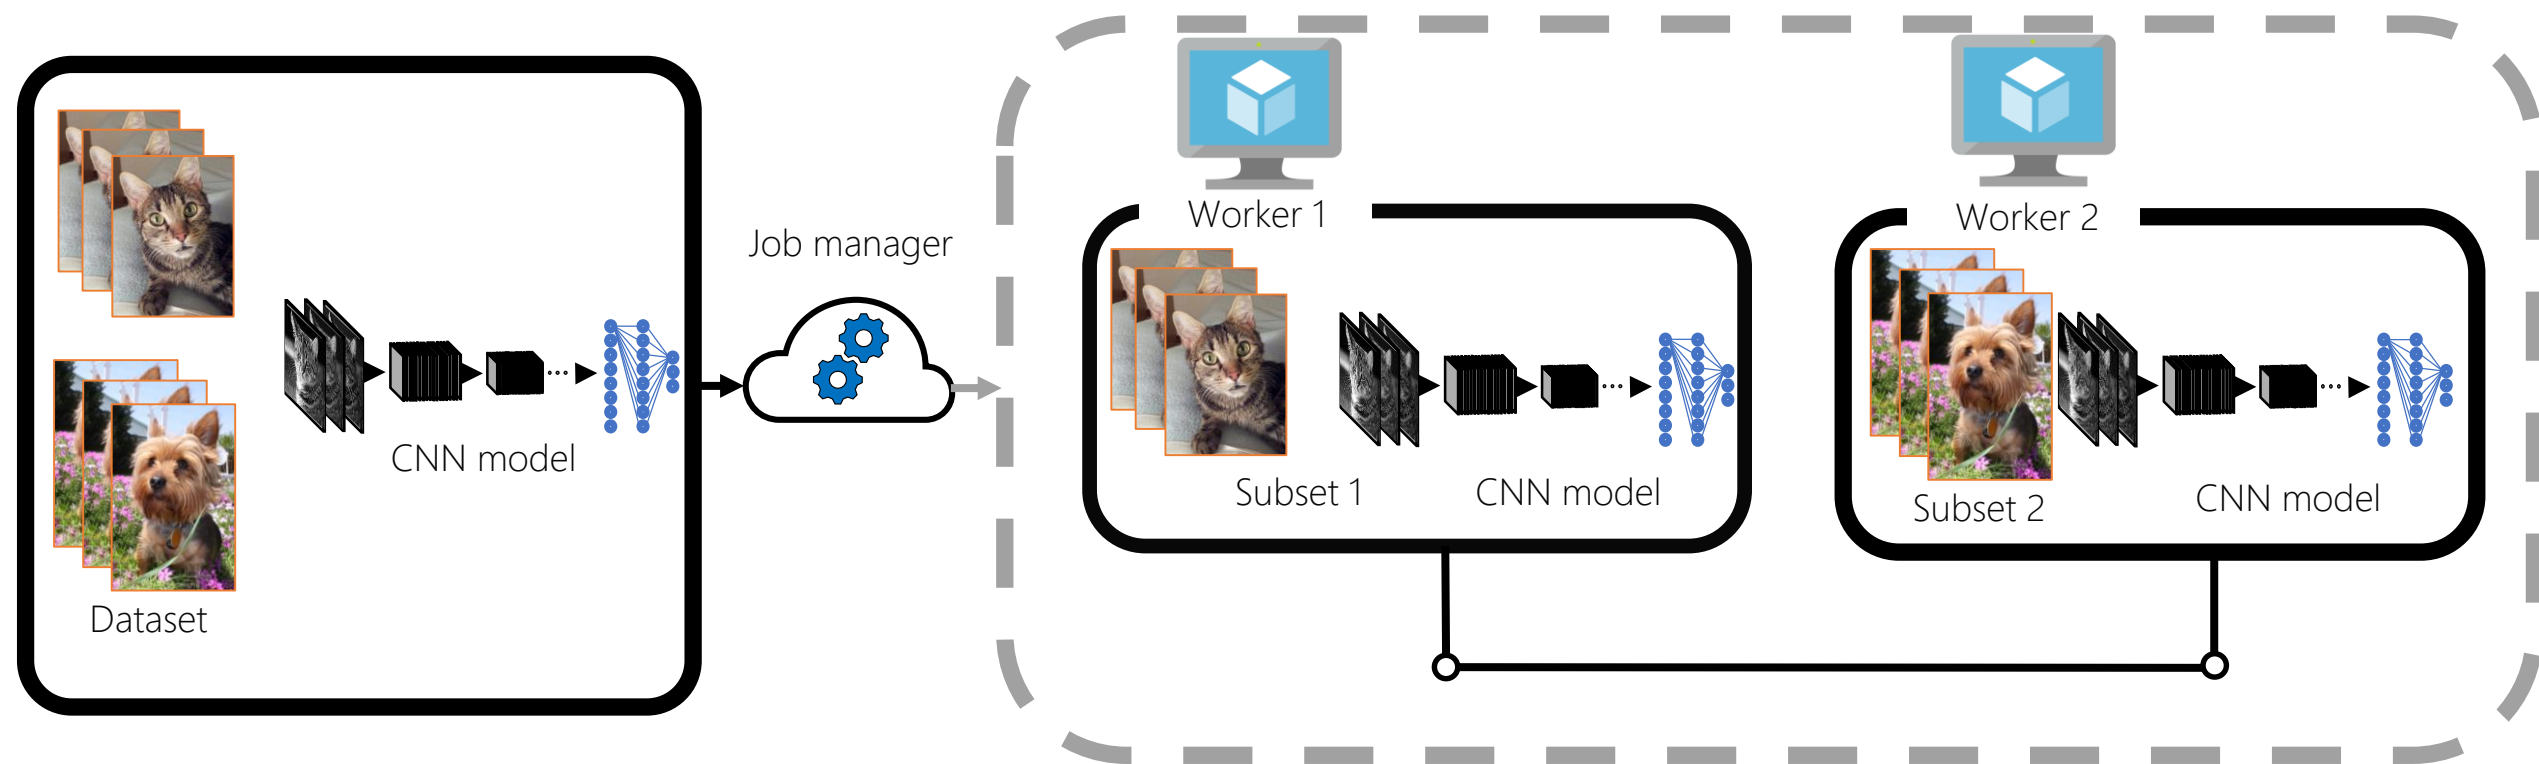 Dataset
CNN model
Job manager
Worker 1
Subset 1
CNN model
Worker 2
Subset 2
CNN model